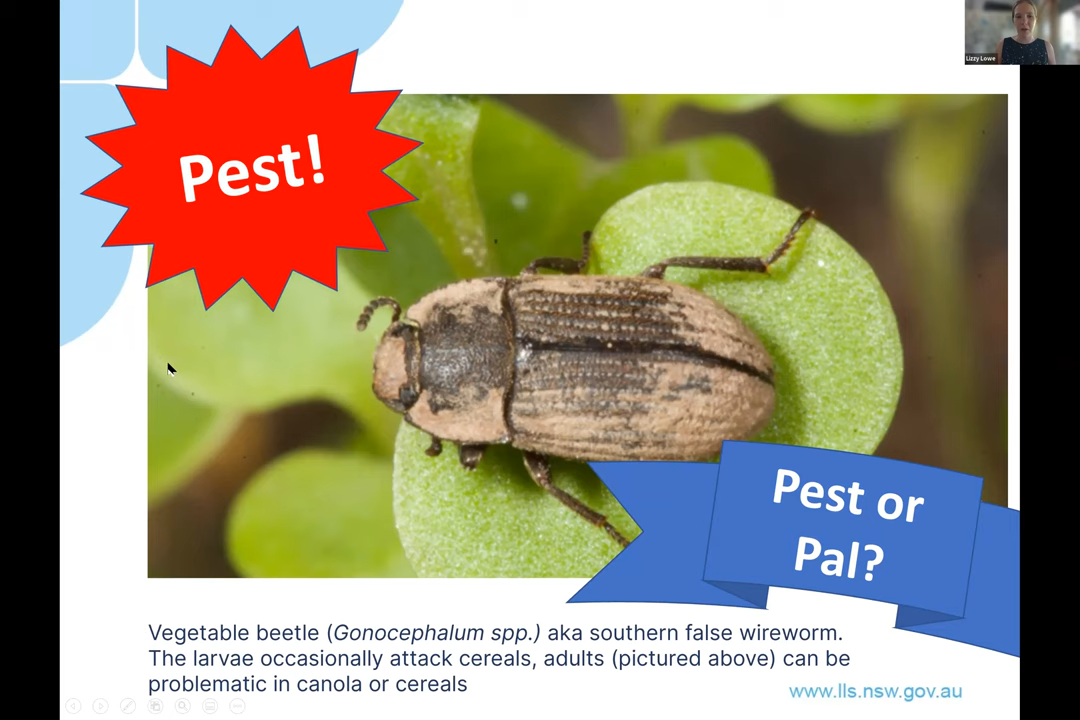 Lizzy Lowe
Pest!
Pest or
Pal?
Vegetable beetle (Gonocephalum spp.) aka southern false wireworm.
The larvae occasionally attack cereals, adults (pictured above) can be
problematic in canola or cereals
www.lls.nsw.gov.au